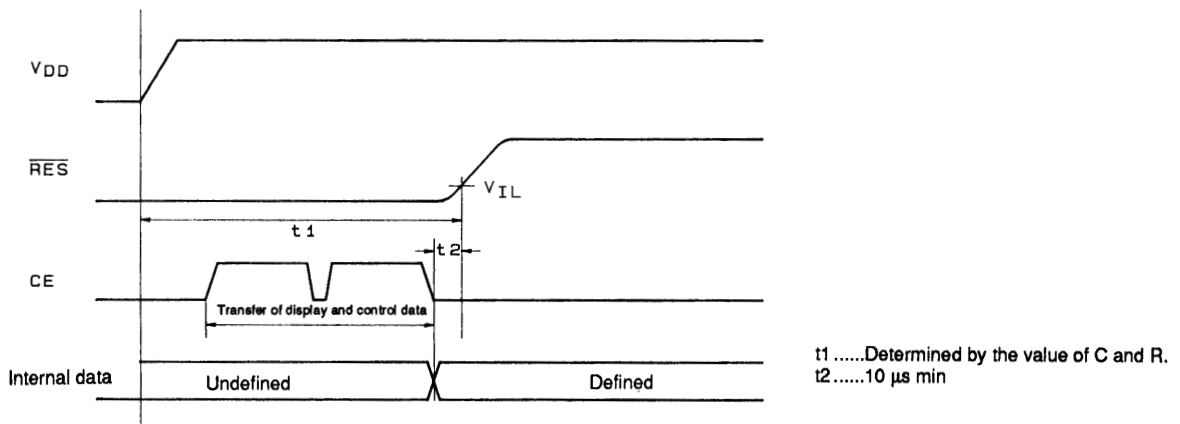 VDD
RES
VIL
t1
t2
CE
Transfer of display and control data
Internal data
Undefined
Defined
t1 ......Determined by the value of C and R.
t2 ......10 μs min